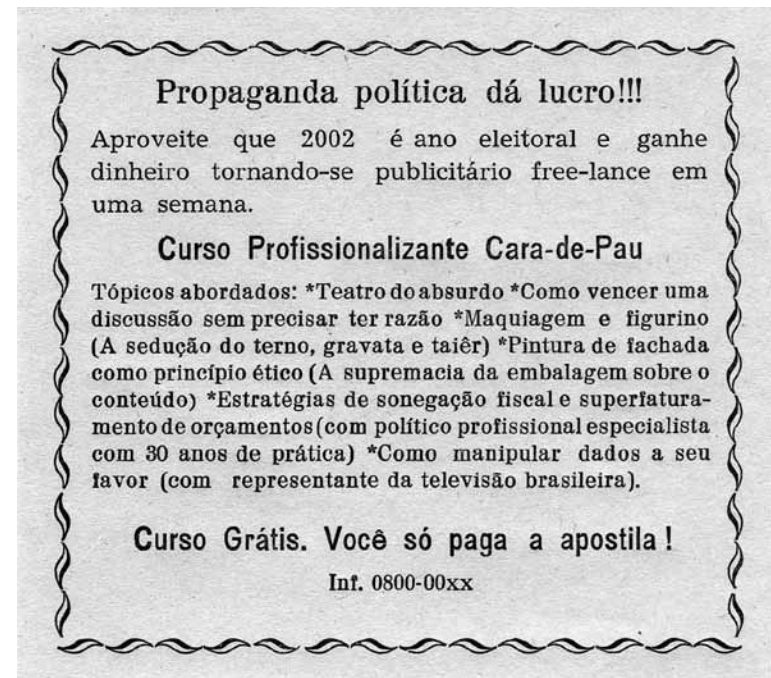 Propaganda política dá lucro!!!
Aproveite que 2002 é ano eleitoral e ganhe
dinheiro tornando-se publicitário free-lance em
uma semana.
Curso Profissionalizante Cara-de-Pau
Tópicos abordados: *Teatro do absurdo *Como vencer uma
discussão sem precisar ter razão *Maquiagem e figurino
(A sedução do terno, gravata e taiêr) *Pintura de fachada
como princípio ético (A supremacia da embalagem sobre o
conteúdo) *Estratégias de sonegação fiscal e superfatura-
mento de orçamentos (com político profissional especialista
com 30 anos de prática) *Como manipular dados a seu
favor (com representante da televisão brasileira).
Curso Grátis. Você só paga a apostila !
Inf. 0800-00xx